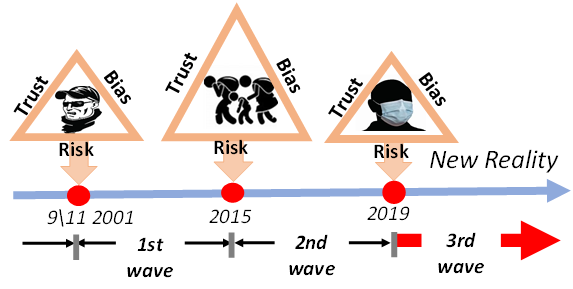 Trust
Bias
Risk
Trust
Bias
Risk
Trust
Bias
Risk
New Reality
9\11 2001
2015
2019
1st
wave
2nd
wave
3rd
wave